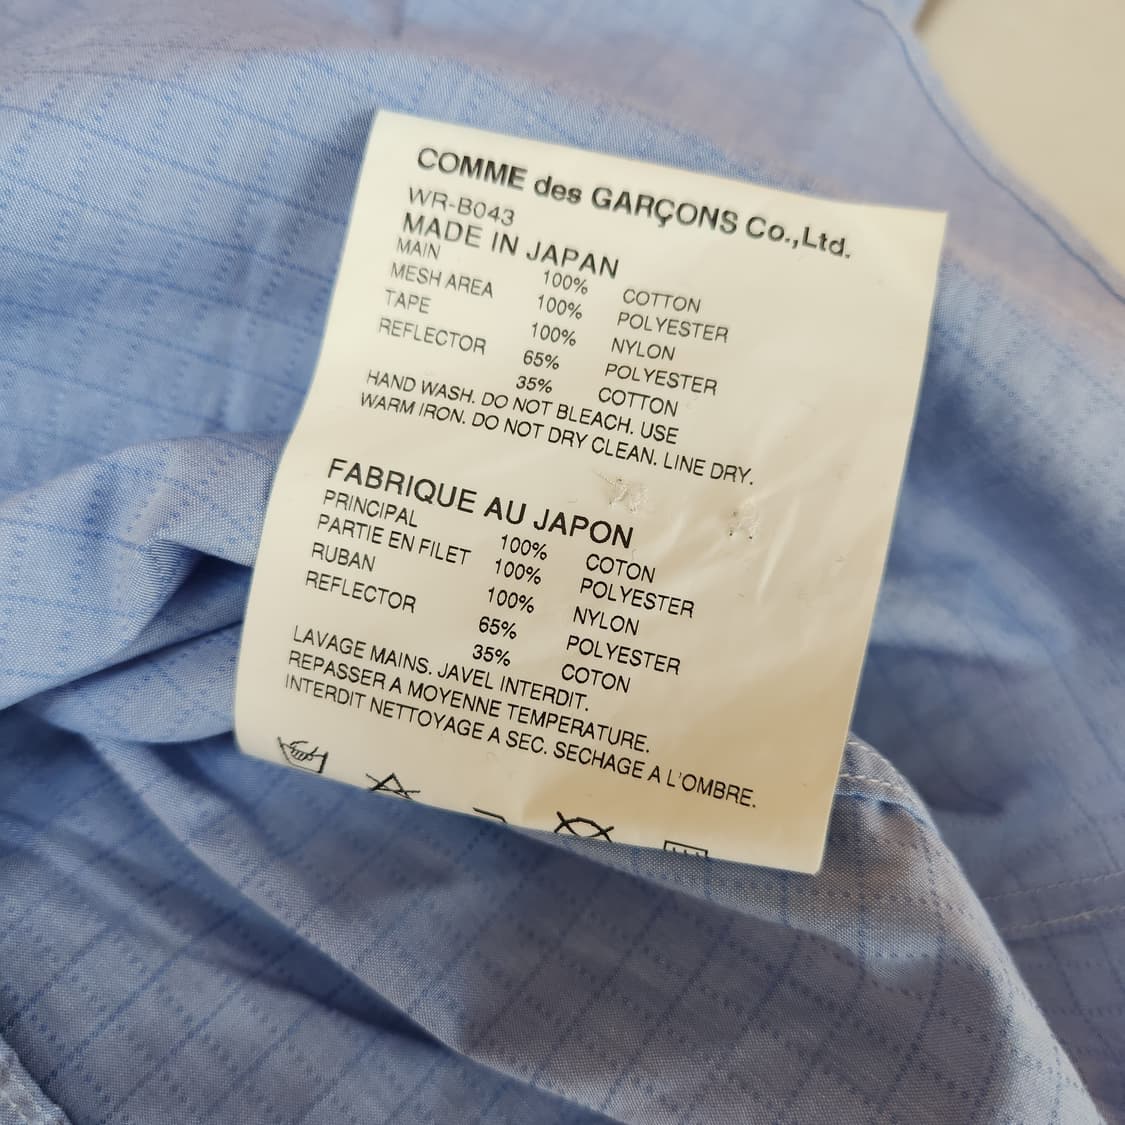 COMME des GARÇONS Co.,Ltd.
WR-B043
MADE IN JAPAN
MAIN 100% COTTON
MESH AREA 100% POLYESTER
TAPE 100% NYLON
REFLECTOR 65% POLYESTER
35% COTTON
HAND WASH. DO NOT BLEACH. USE
WARM IRON. DO NOT DRY CLEAN. LINE DRY.
FABRIQUE AU JAPON
PRINCIPAL 100% COTON
PARTIE EN FILET 100% POLYESTER
RUBAN 100% NYLON
REFLECTOR 65% POLYESTER
35% COTON
LAVAGE MAINS. JAVEL INTERDIT.
REPASSER A MOYENNE TEMPERATURE.
INTERDIT NETTOYAGE A SEC. SECHAGE A L'OMBRE.